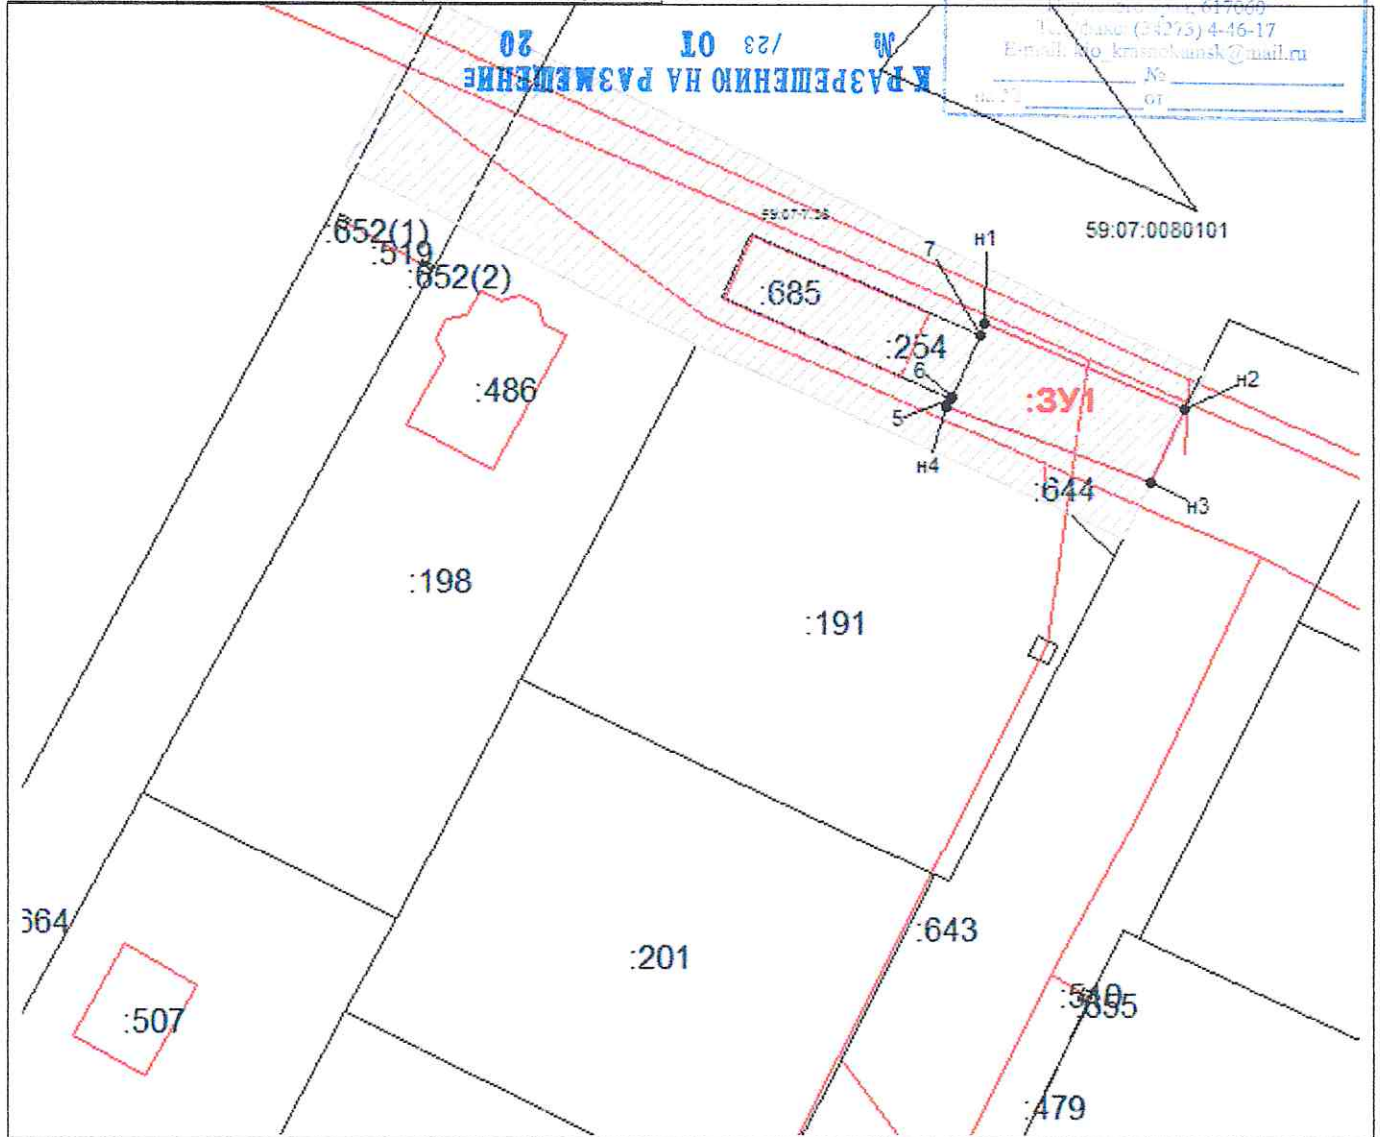 617060
(34273) 4-46-17
E-mail: kio_krasnokamsk@mail.ru
№
от
К РАЗРЕШЕНИЮ НА РАЗМЕЩЕНИЕ
№ /23 ОТ 20
59:07:0080101
7
н1
:652(1)
:519
:652(2)
:685
:254
6
:486
:ЗУ1
н2
5
н4
:644
н3
:198
:191
:664
:201
:643
:507
:695
:479